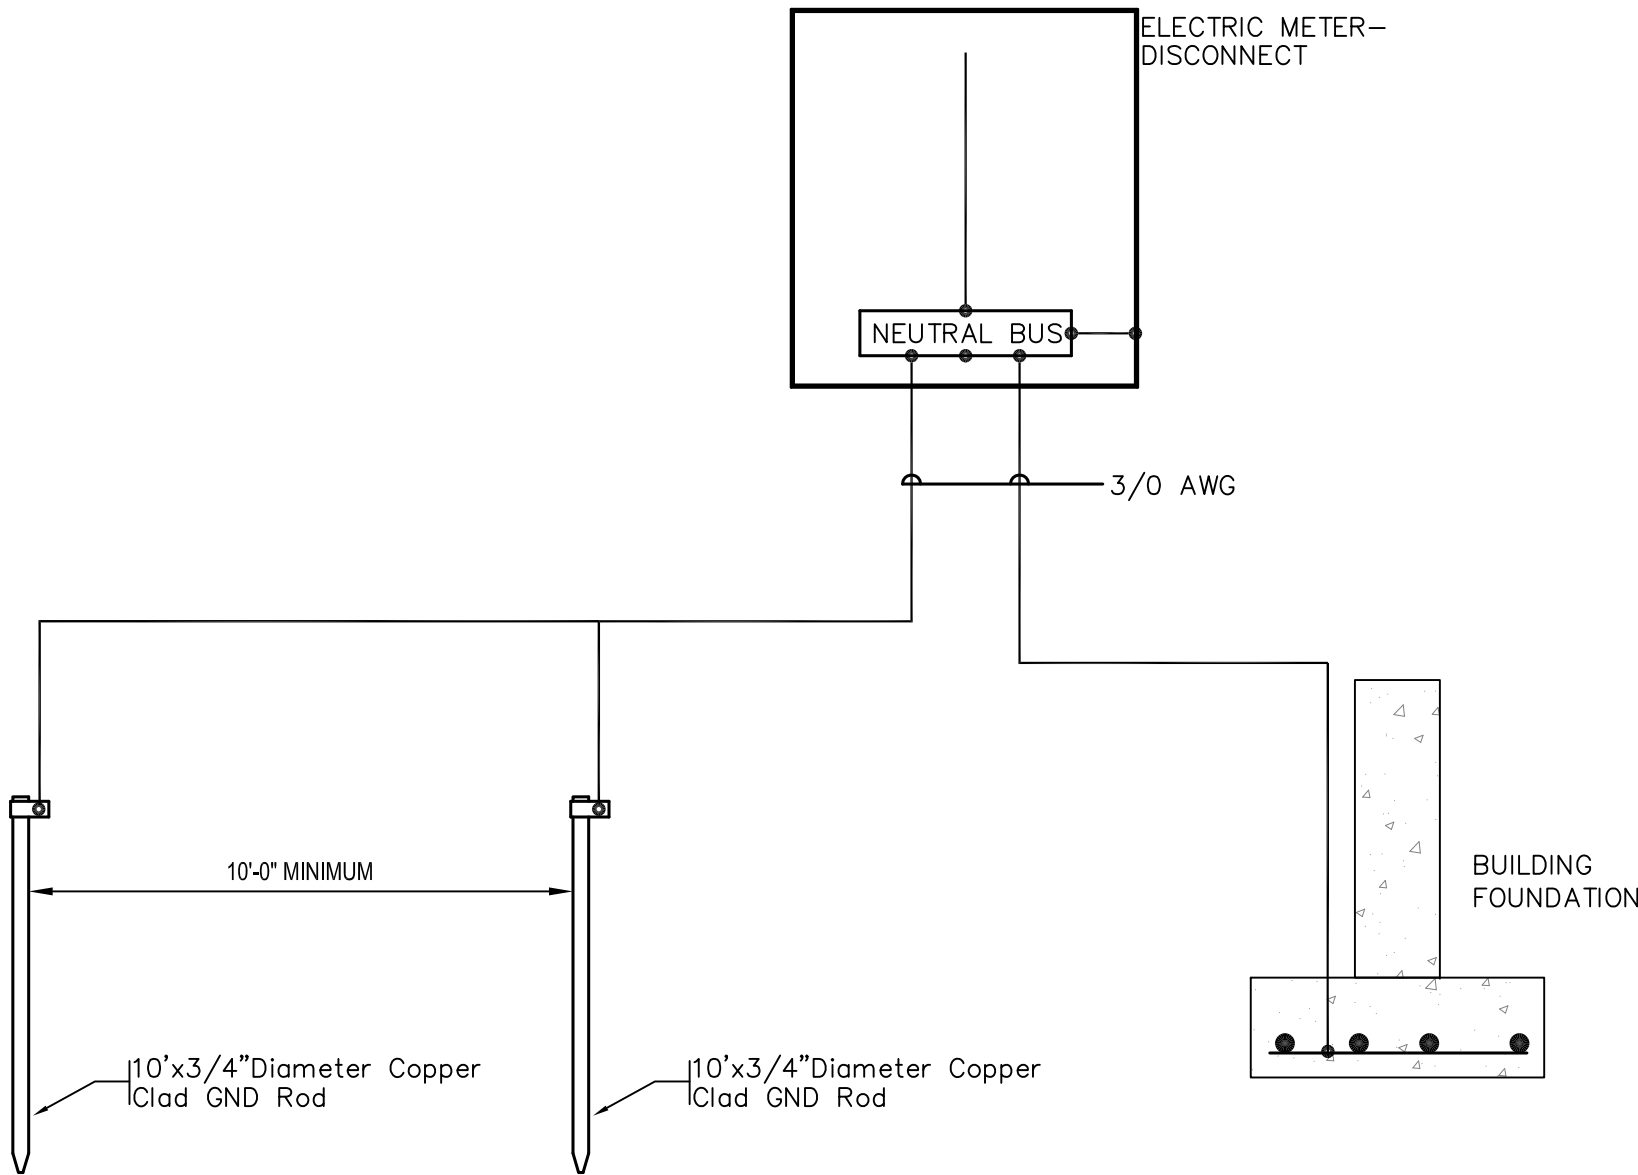 ELECTRIC METER-
DISCONNECT
NEUTRAL BUS
3/0 AWG
10'-0" MINIMUM
BUILDING
FOUNDATION
10'x3/4"Diameter Copper
Clad GND Rod
10'x3/4"Diameter Copper
Clad GND Rod